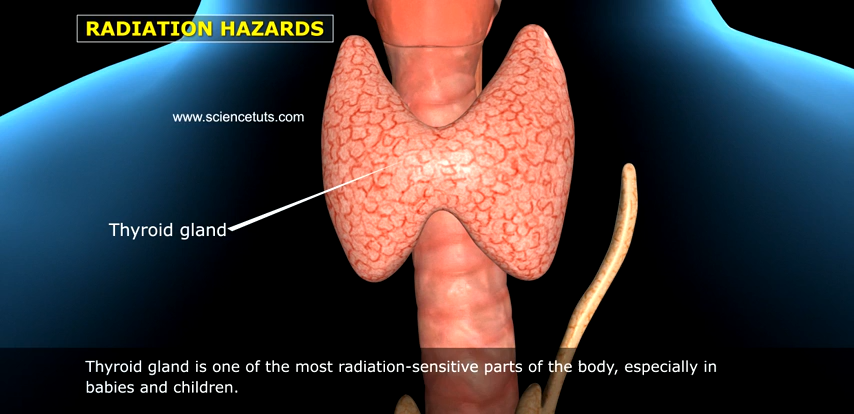 RADIATION HAZARDS
www.sciencetuts.com
Thyroid gland
Thyroid gland is one of the most radiation-sensitive parts of the body, especially in
babies and children.